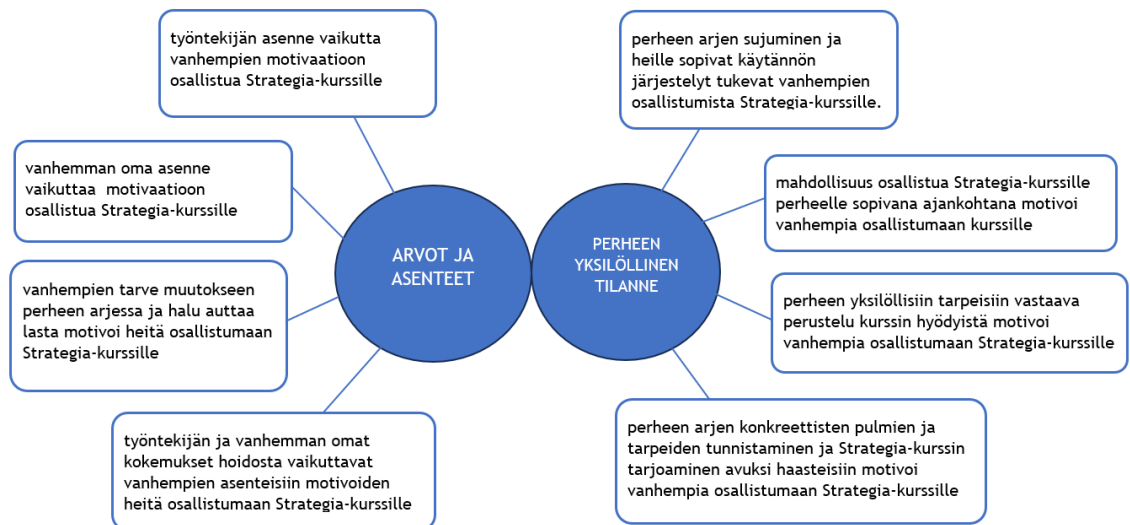 työntekijän asenne vaikutta
vanhempien motivaatioon
osallistua Strategia-kurssille
vanhemman oma asenne
vaikuttaa motivaatioon
osallistua Strategia-kurssille
vanhempien tarve muutokseen
perheen arjessa ja halu auttaa
lasta motivoi heitä osallistumaan
Strategia-kurssille
työntekijän ja vanhemman omat
kokemukset hoidosta vaikuttavat
vanhempien asenteisiin motivoiden
heitä osallistumaan Strategia-kurssille
ARVOT JA
ASENTEET
PERHEEN
YKSILÖLLINEN
TILANNE
perheen arjen sujuminen ja
heille sopivat käytännön
järjestelyt tukevat vanhempien
osallistumista Strategia-kurssille.
mahdollisuus osallistua Strategia-kurssille
perheelle sopivana ajankohtana motivoi
vanhempia osallistumaan kurssille
perheen yksilöllisiin tarpeisiin vastaava
perustelu kurssin hyödyistä motivoi
vanhempia osallistumaan Strategia-kurssille
perheen arjen konkreettisten pulmien ja
tarpeiden tunnistaminen ja Strategia-kurssin
tarjoaminen avuksi haasteisiin motivoi
vanhempia osallistumaan Strategia-kurssille